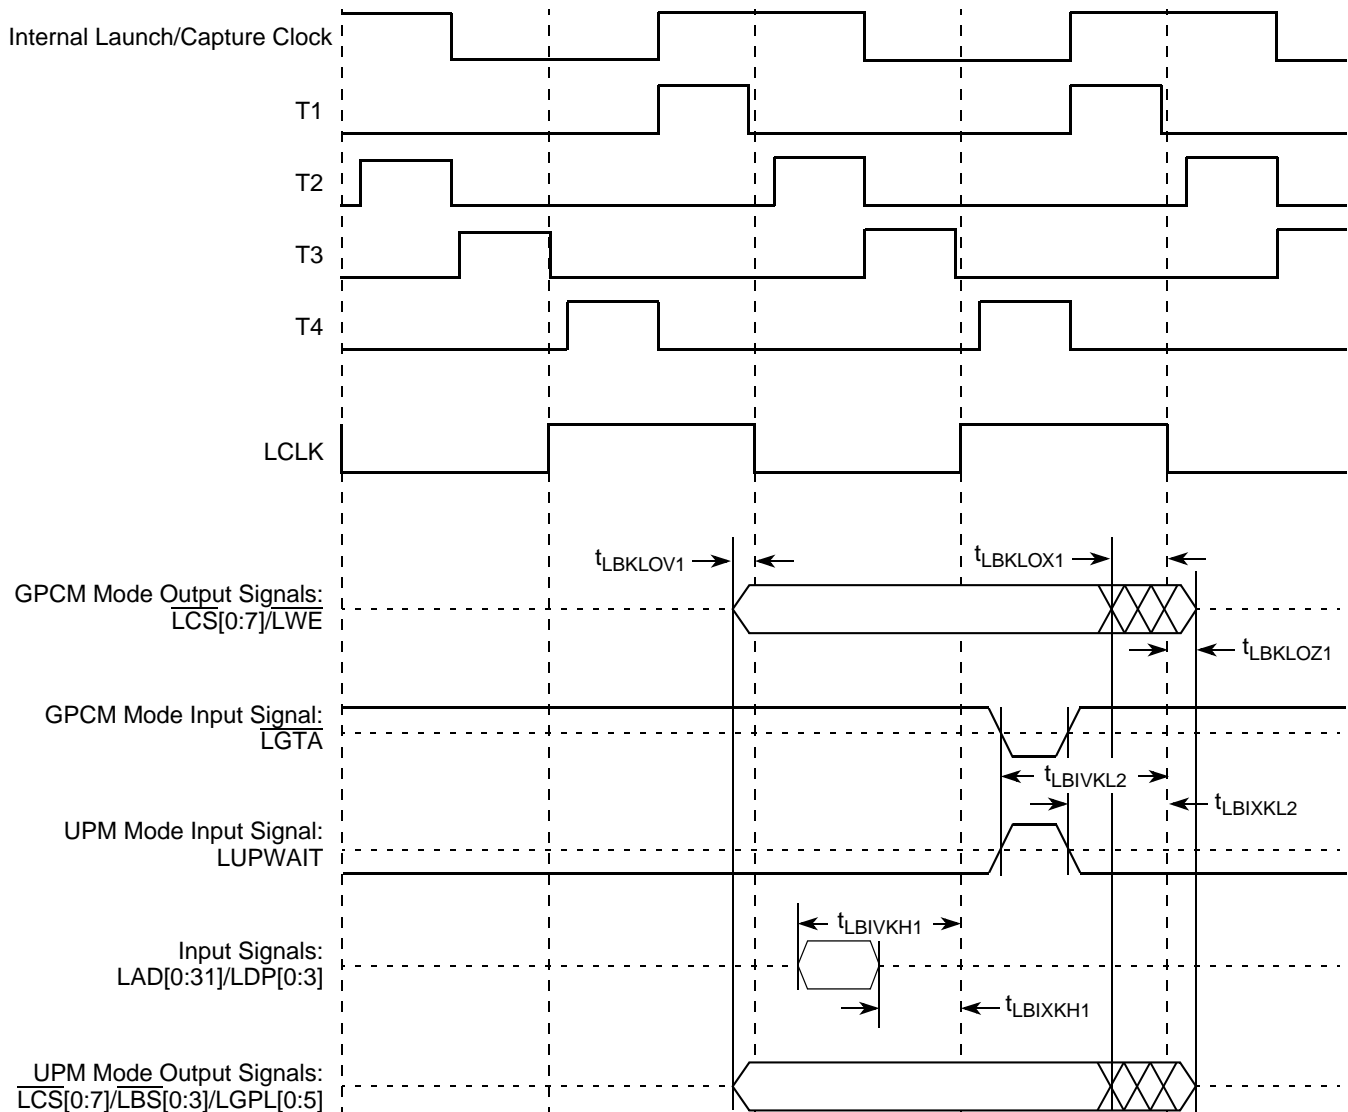 Internal Launch/Capture Clock
T1
T2
T3
T4
LCLK
tLBKLOV1
tLBKLOX1
GPCM Mode Output Signals:
LCS[0:7]/LWE
tLBKLOZ1
GPCM Mode Input Signal:
LGTA
tLBIVKL2
tLBIXKL2
UPM Mode Input Signal:
LUPWAIT
tLBIVKH1
Input Signals:
LAD[0:31]/LDP[0:3]
tLBIXKH1
UPM Mode Output Signals:
LCS[0:7]/LBS[0:3]/LGPL[0:5]